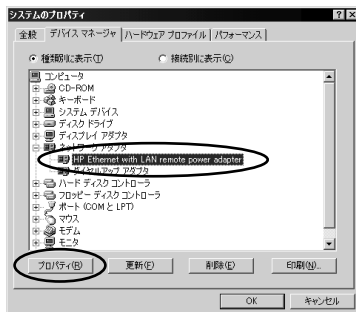 システムのプロパティ
全般 デバイス マネージャ ハードウェア プロファイル パフォーマンス
種類別に表示(T) 接続別に表示(C)
コンピュータ
CD-ROM
キーボード
システム デバイス
ディスク ドライブ
ディスプレイ アダプタ
ネットワーク アダプタ
HP Ethernet with LAN remote power adapter
ダイヤルアップ アダプタ
ハード ディスク コントローラ
フロッピー ディスク コントローラ
ポート (COM と LPT)
マウス
モデム
モニタ
プロパティ(R) 更新(F) 削除(E) 印刷(N)...
OK キャンセル